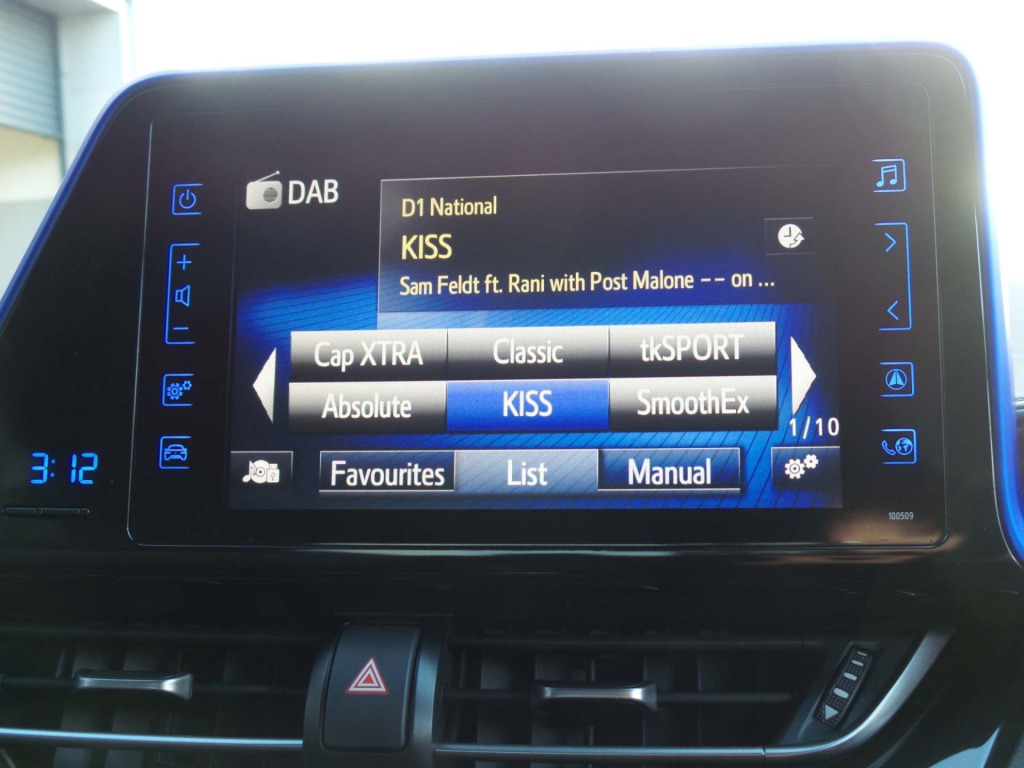 DAB
D1 National
KISS
Sam Feldt ft. Rani with Post Malone –– on ...
Cap XTRA Classic tkSPORT
Absolute KISS SmoothEx
1/10
Favourites List Manual
3:12
100509